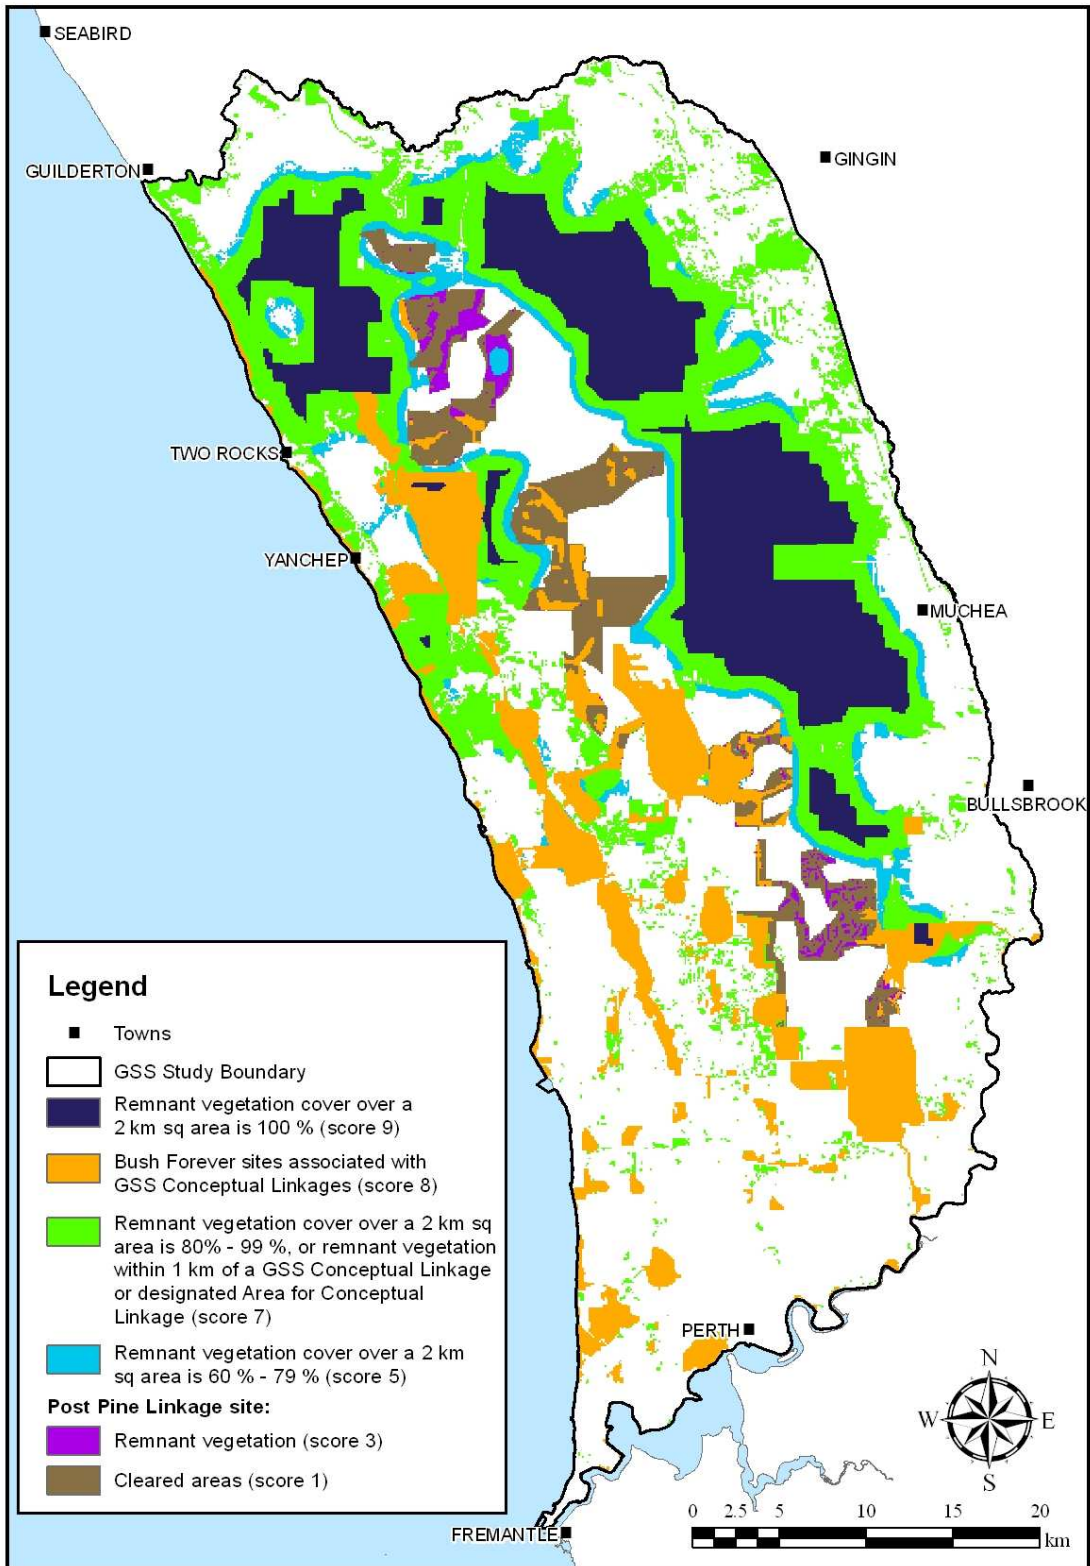 SEABIRD
GINGIN
GUILDERTON
TWO ROCKS
YANCHEP
MUCHEA
BULLSBROOK
Legend
Towns
GSS Study Boundary
Remnant vegetation cover over a
2 km sq area is 100 % (score 9)
Bush Forever sites associated with
GSS Conceptual Linkages (score 8)
Remnant vegetation cover over a 2 km sq
area is 80% - 99 %, or remnant vegetation
within 1 km of a GSS Conceptual Linkage
or designated Area for Conceptual
Linkage (score 7)
Remnant vegetation cover over a 2 km
sq area is 60 % - 79 % (score 5)
Post Pine Linkage site:
Remnant vegetation (score 3)
Cleared areas (score 1)
PERTH
N
W E
S
0 2.5 5 10 15 20
km
FREMANTLE